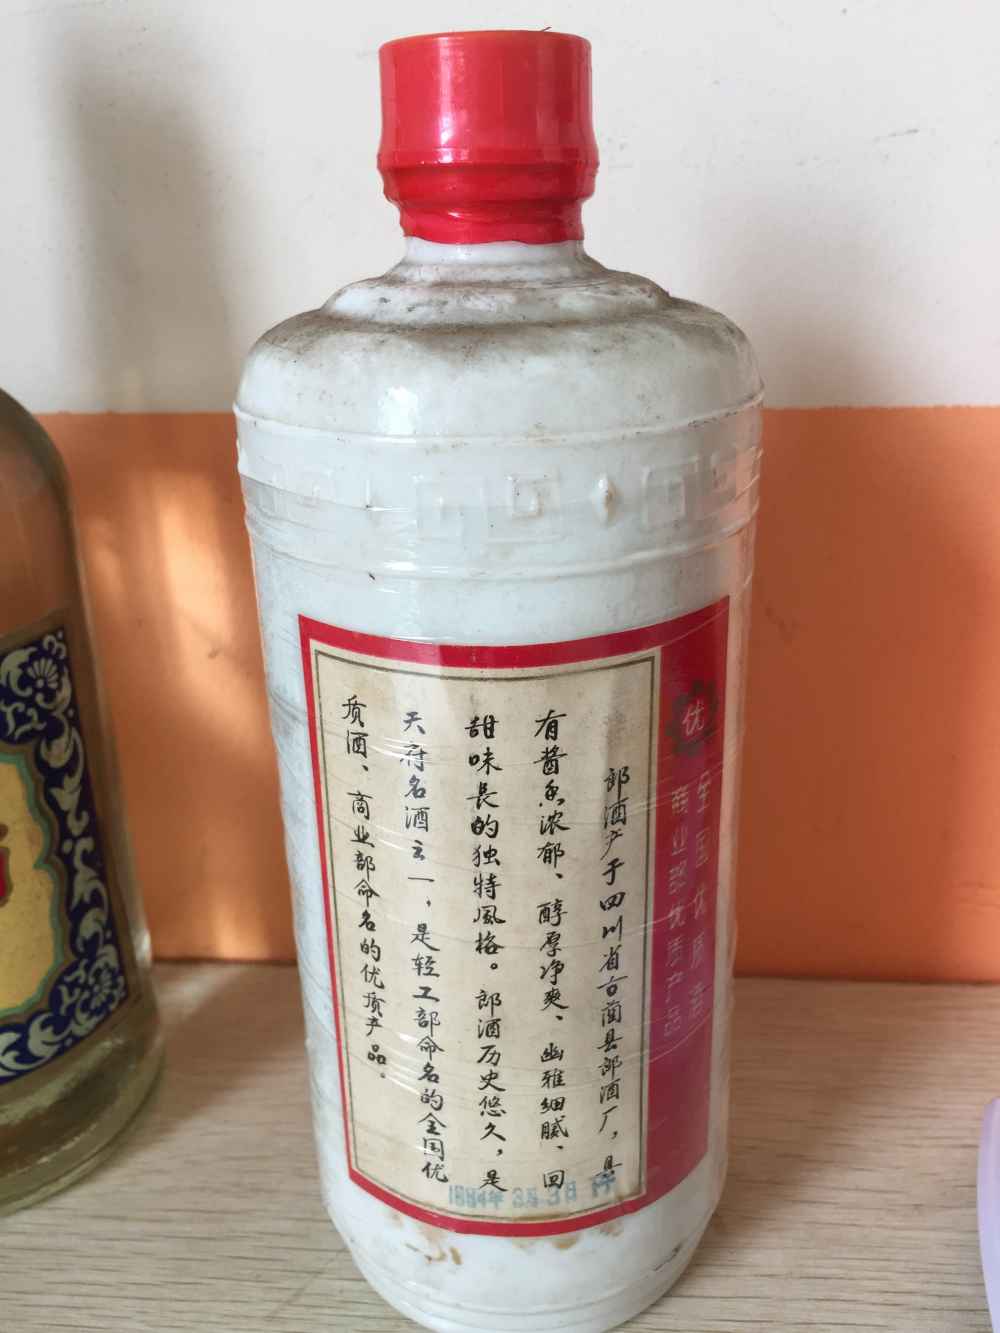 优
全国优质酒
商业部优质产品
郎酒产于四川省古蔺县郎酒厂，具
有酱香浓郁、醇厚净爽、幽雅细腻、回
甜味長的独特風格。郎酒历史悠久，是
天府名酒之一，是轻工部命名的全国优
质酒、商业部命名的优质产品。
1984年 3月 3日